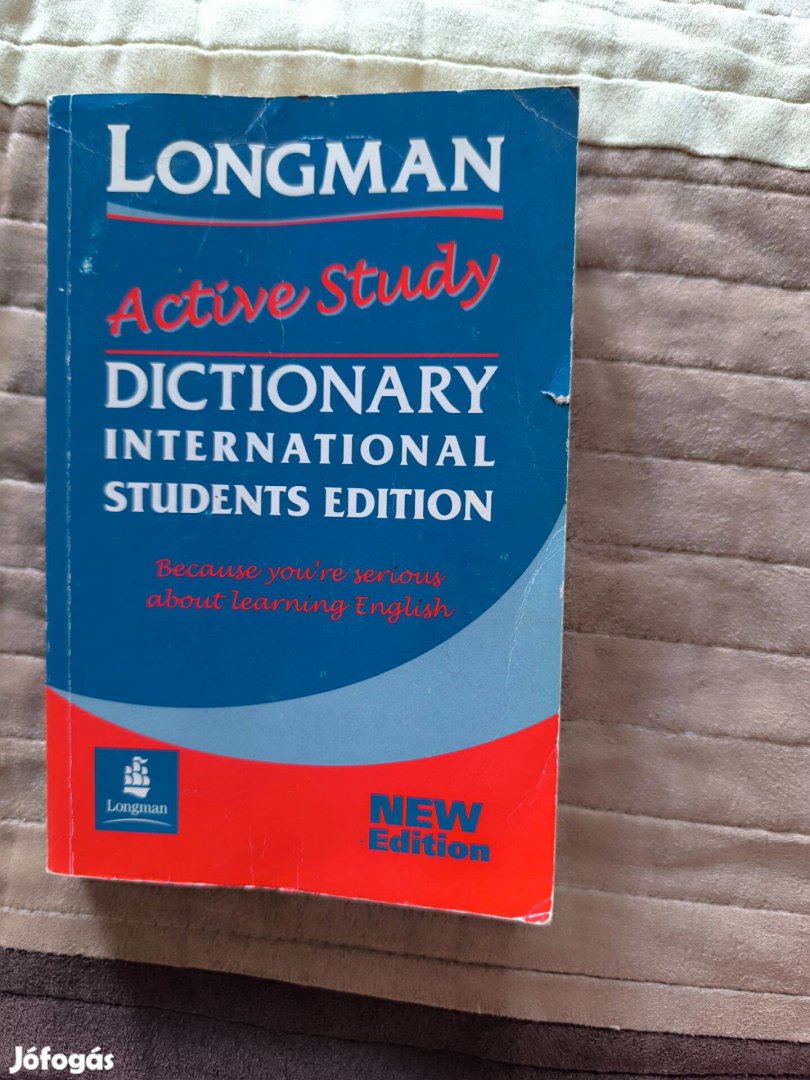 LONGMAN
Active Study
DICTIONARY
INTERNATIONAL
STUDENTS EDITION
Because you're serious
about learning English
Longman
NEW
Edition
Jófogás